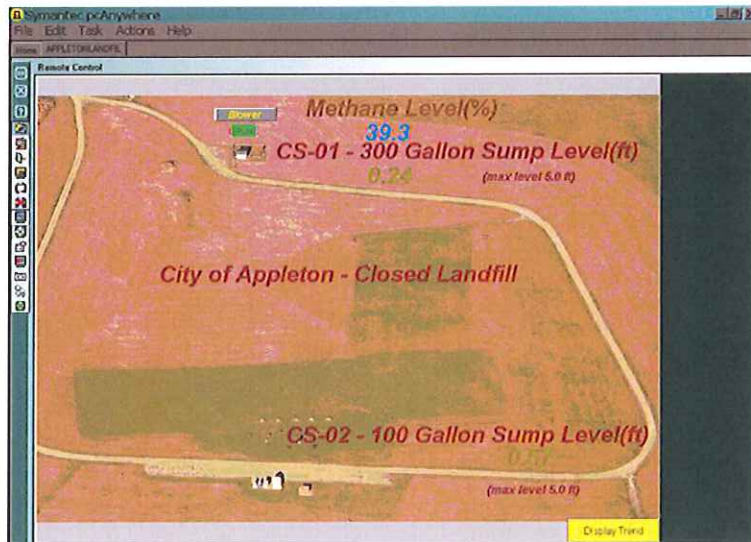 Symantec pcAnywhere
File Edit Task Actions Help
Home APPLETONLANDFIL
Remote Control
Blower
Methane Level(%)
39.3
CS-01 - 300 Gallon Sump Level(ft)
0.24
(max level 5.0 ft)
City of Appleton - Closed Landfill
CS-02 - 100 Gallon Sump Level(ft)
(max level 5.0 ft)
Display Trend